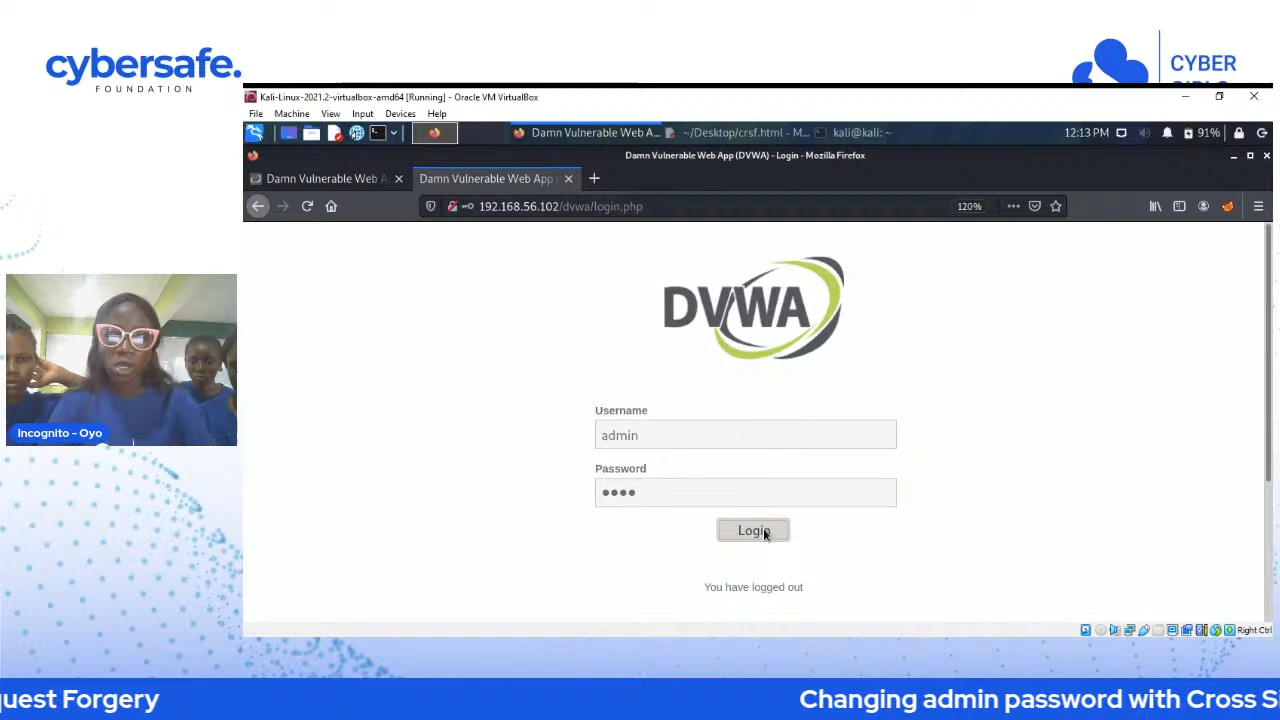 cybersafe.
FOUNDATION
CYBER
Kali-Linux-2021.2-virtualbox-amd64 [Running] - Oracle VM VirtualBox
File Machine View Input Devices Help
Damn Vulnerable Web A... ~/Desktop/crsf.html - M... kali@kali: ~ 12:13 PM 91%
Damn Vulnerable Web App (DVWA) - Login - Mozilla Firefox
Damn Vulnerable Web A Damn Vulnerable Web App
192.168.56.102/dvwa/login.php 120%
DVWA
Username
admin
Password
Login
You have logged out
Incognito - Oyo
Right Ctrl
quest Forgery Changing admin password with Cross S